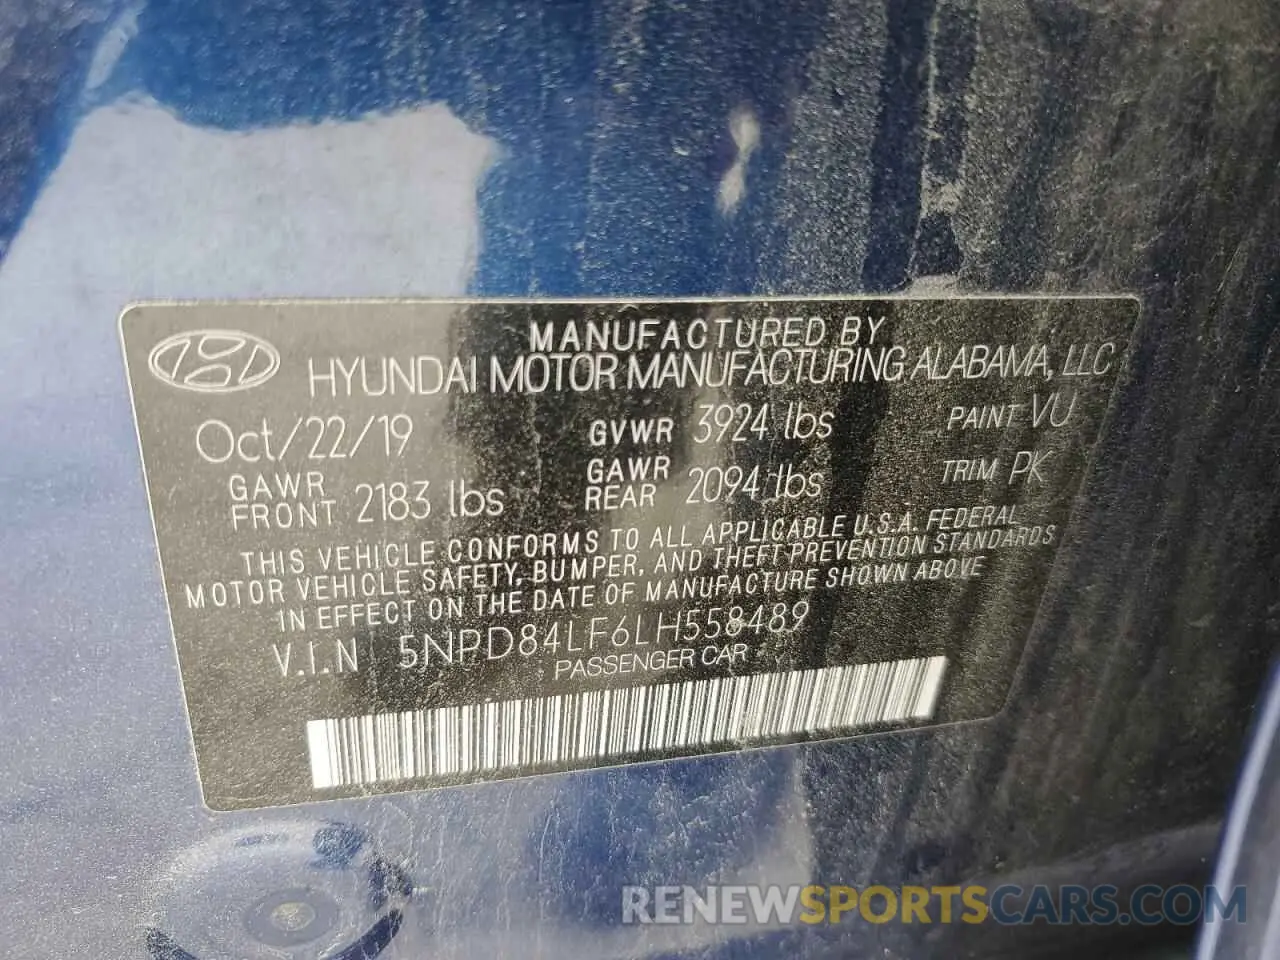 MANUFACTURED BY
HYUNDAI MOTOR MANUFACTURING ALABAMA, LLC
Oct/22/19 GVWR 3924 lbs PAINT VU
GAWR FRONT 2183 lbs GAWR REAR 2094 lbs TRIM PK
THIS VEHICLE CONFORMS TO ALL APPLICABLE U.S.A. FEDERAL
MOTOR VEHICLE SAFETY, BUMPER, AND THEFT PREVENTION STANDARDS
IN EFFECT ON THE DATE OF MANUFACTURE SHOWN ABOVE
V.I.N 5NPD84LF6LH558489
PASSENGER CAR
RENEWSPORTSCARS.COM